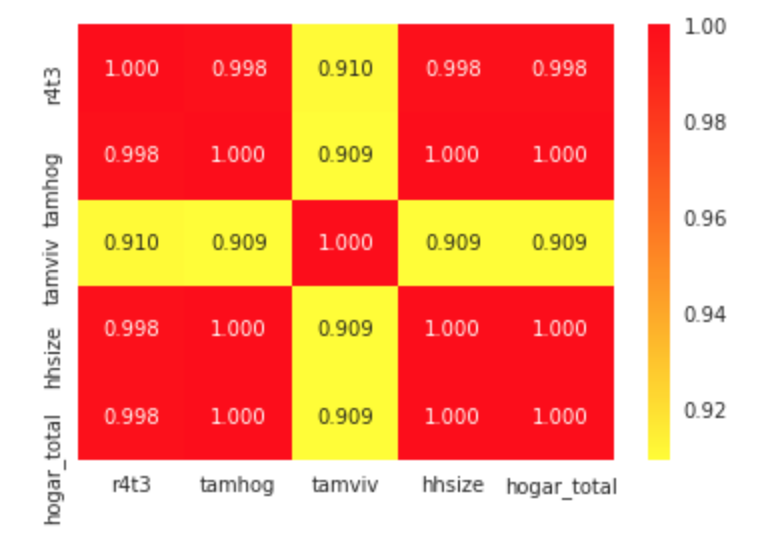 r4t3 1.000 0.998 0.910 0.998 0.998
tamhog 0.998 1.000 0.909 1.000 1.000
tamviv 0.910 0.909 1.000 0.909 0.909
hhsize 0.998 1.000 0.909 1.000 1.000
hogar_total 0.998 1.000 0.909 1.000 1.000
r4t3 tamhog tamviv hhsize hogar_total
1.00
0.98
0.96
0.94
0.92